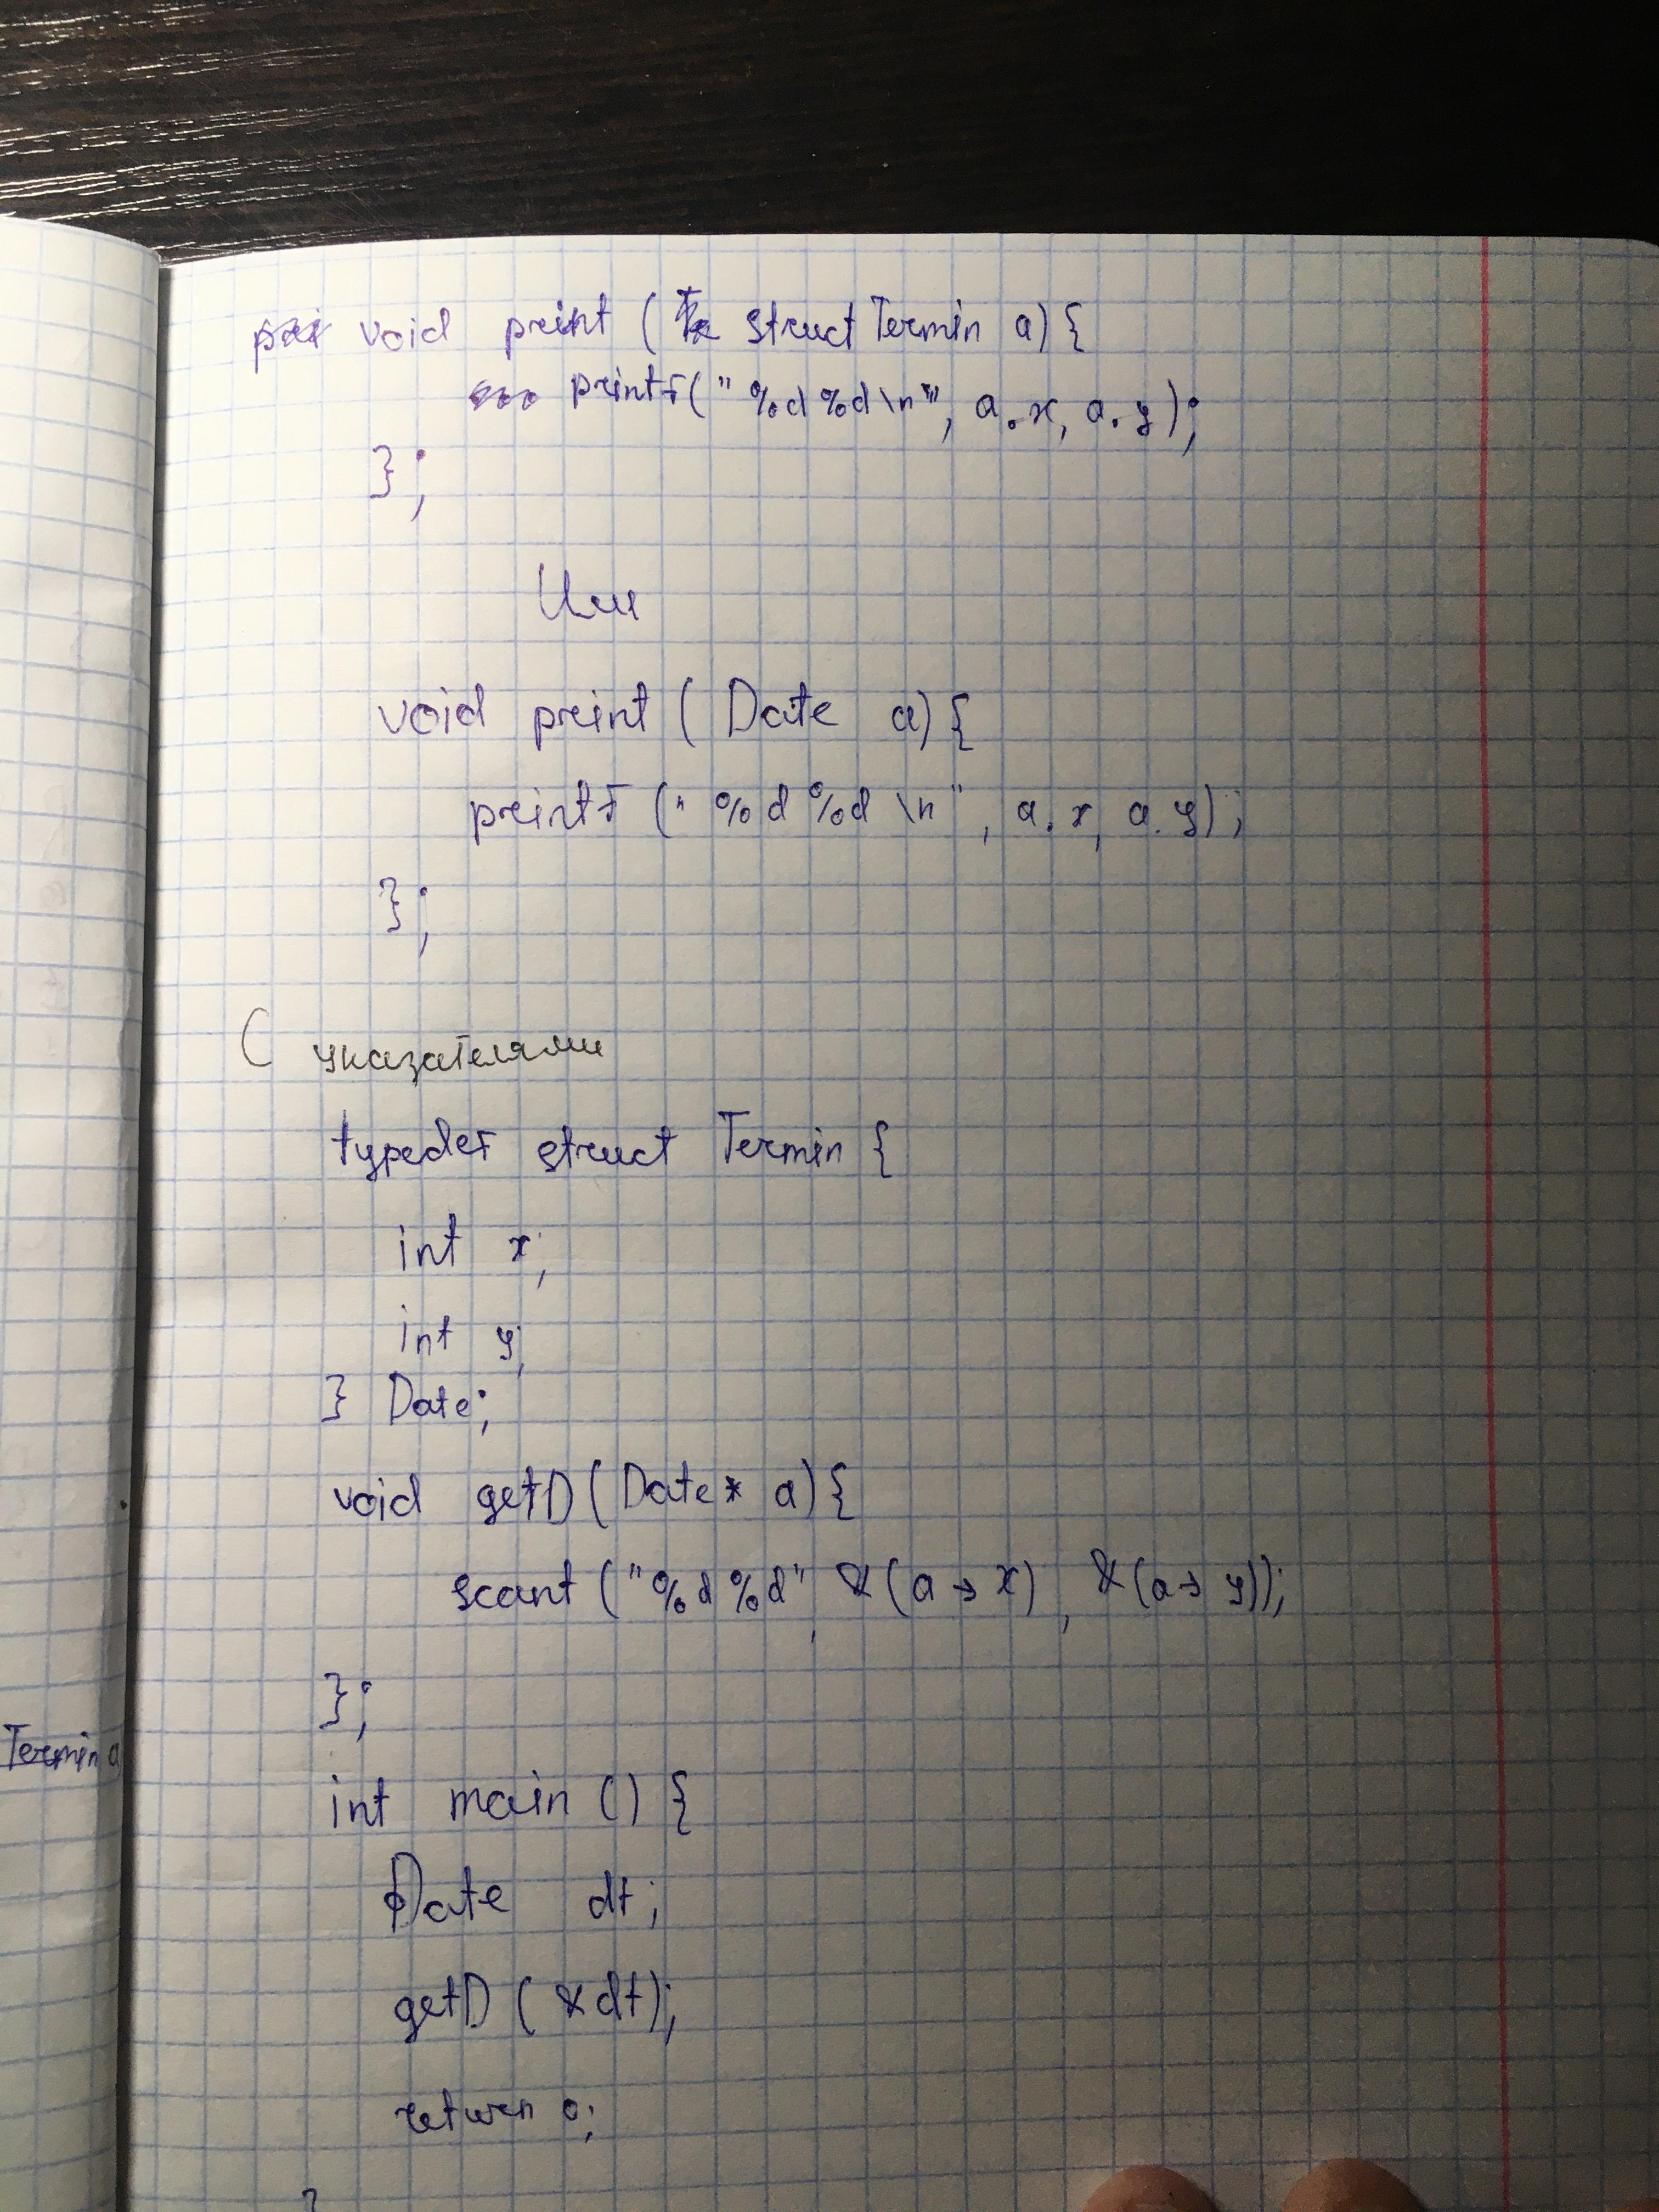 void print ( struct Termin a) {
printf(" %d %d \n", a.x, a.y);
};
Или
void print ( Date a) {
printf (" %d %d \n" , a.x, a.y);
};
С указателями
typedef struct Termin {
int x;
int y;
} Date;
void getD (Date* a) {
scanf ("%d %d", &(a->x), &(a->y));
};
Termin a
int main () {
Date dt;
getD ( &dt);
return 0;
}